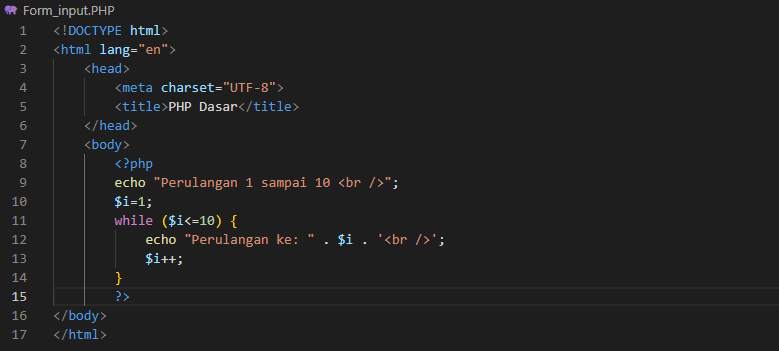 Form_input.PHP
1 <!DOCTYPE html>
2 <html lang="en">
3 <head>
4 <meta charset="UTF-8">
5 <title>PHP Dasar</title>
6 </head>
7 <body>
8 <?php
9 echo "Perulangan 1 sampai 10 <br />";
10 $i=1;
11 while ($i<=10) {
12 echo "Perulangan ke: " . $i . '<br />';
13 $i++;
14 }
15 ?>
16 </body>
17 </html>